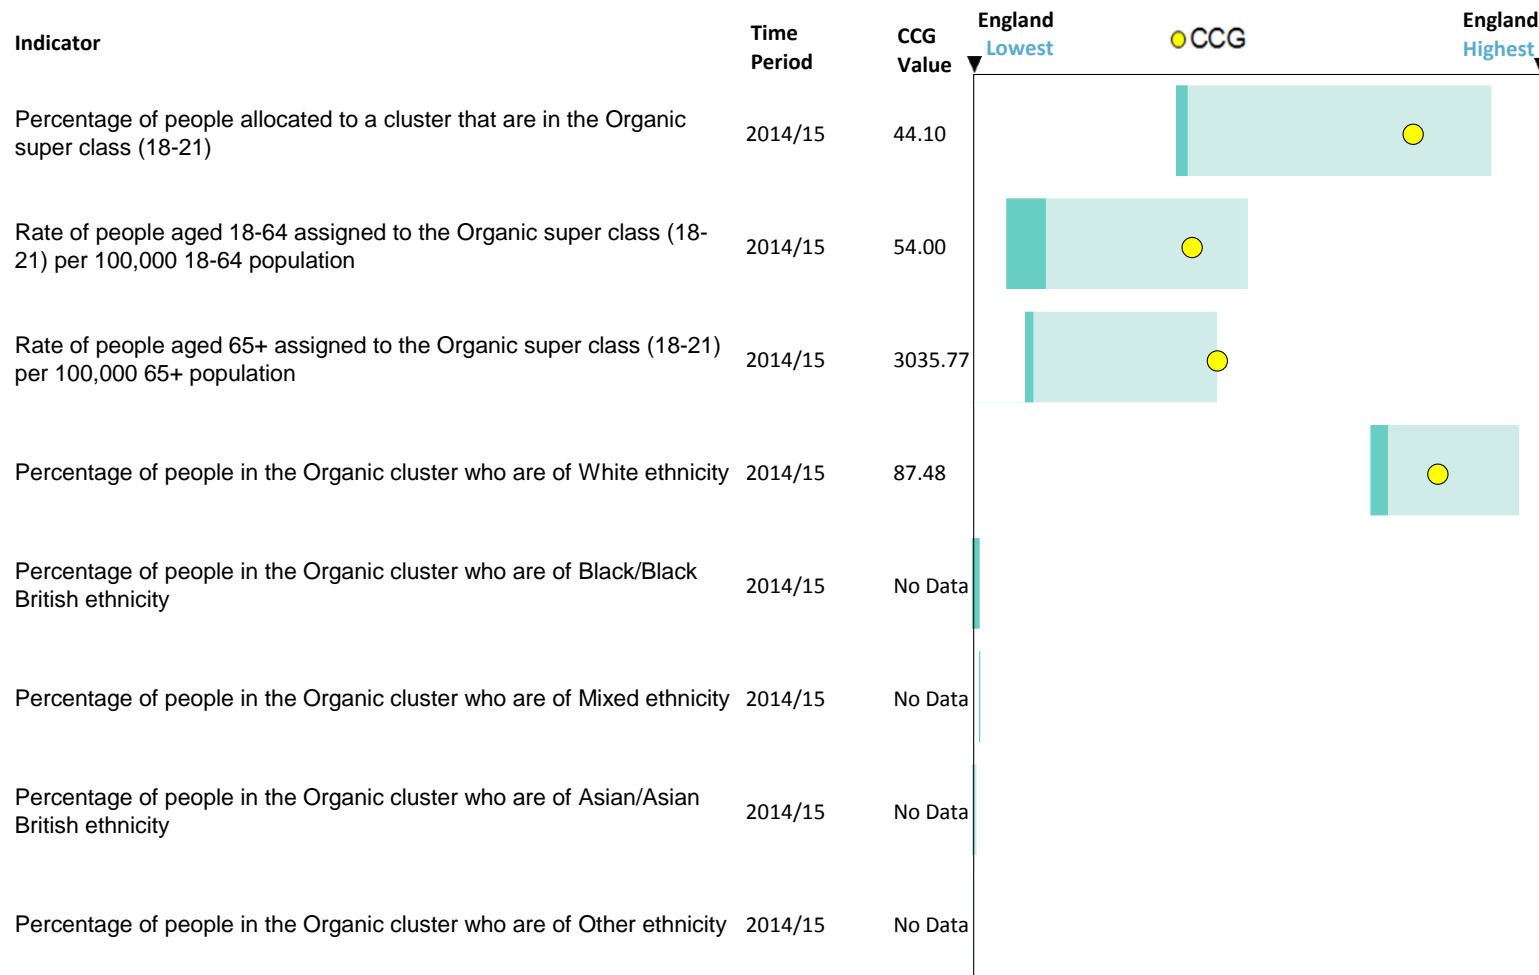 Indicator
Time Period
CCG Value
England Lowest
CCG
England Highest
Percentage of people allocated to a cluster that are in the Organic
super class (18-21)
2014/15
44.10
Rate of people aged 18-64 assigned to the Organic super class (18-
21) per 100,000 18-64 population
2014/15
54.00
Rate of people aged 65+ assigned to the Organic super class (18-21)
per 100,000 65+ population
2014/15
3035.77
Percentage of people in the Organic cluster who are of White ethnicity
2014/15
87.48
Percentage of people in the Organic cluster who are of Black/Black
British ethnicity
2014/15
No Data
Percentage of people in the Organic cluster who are of Mixed ethnicity
2014/15
No Data
Percentage of people in the Organic cluster who are of Asian/Asian
British ethnicity
2014/15
No Data
Percentage of people in the Organic cluster who are of Other ethnicity
2014/15
No Data